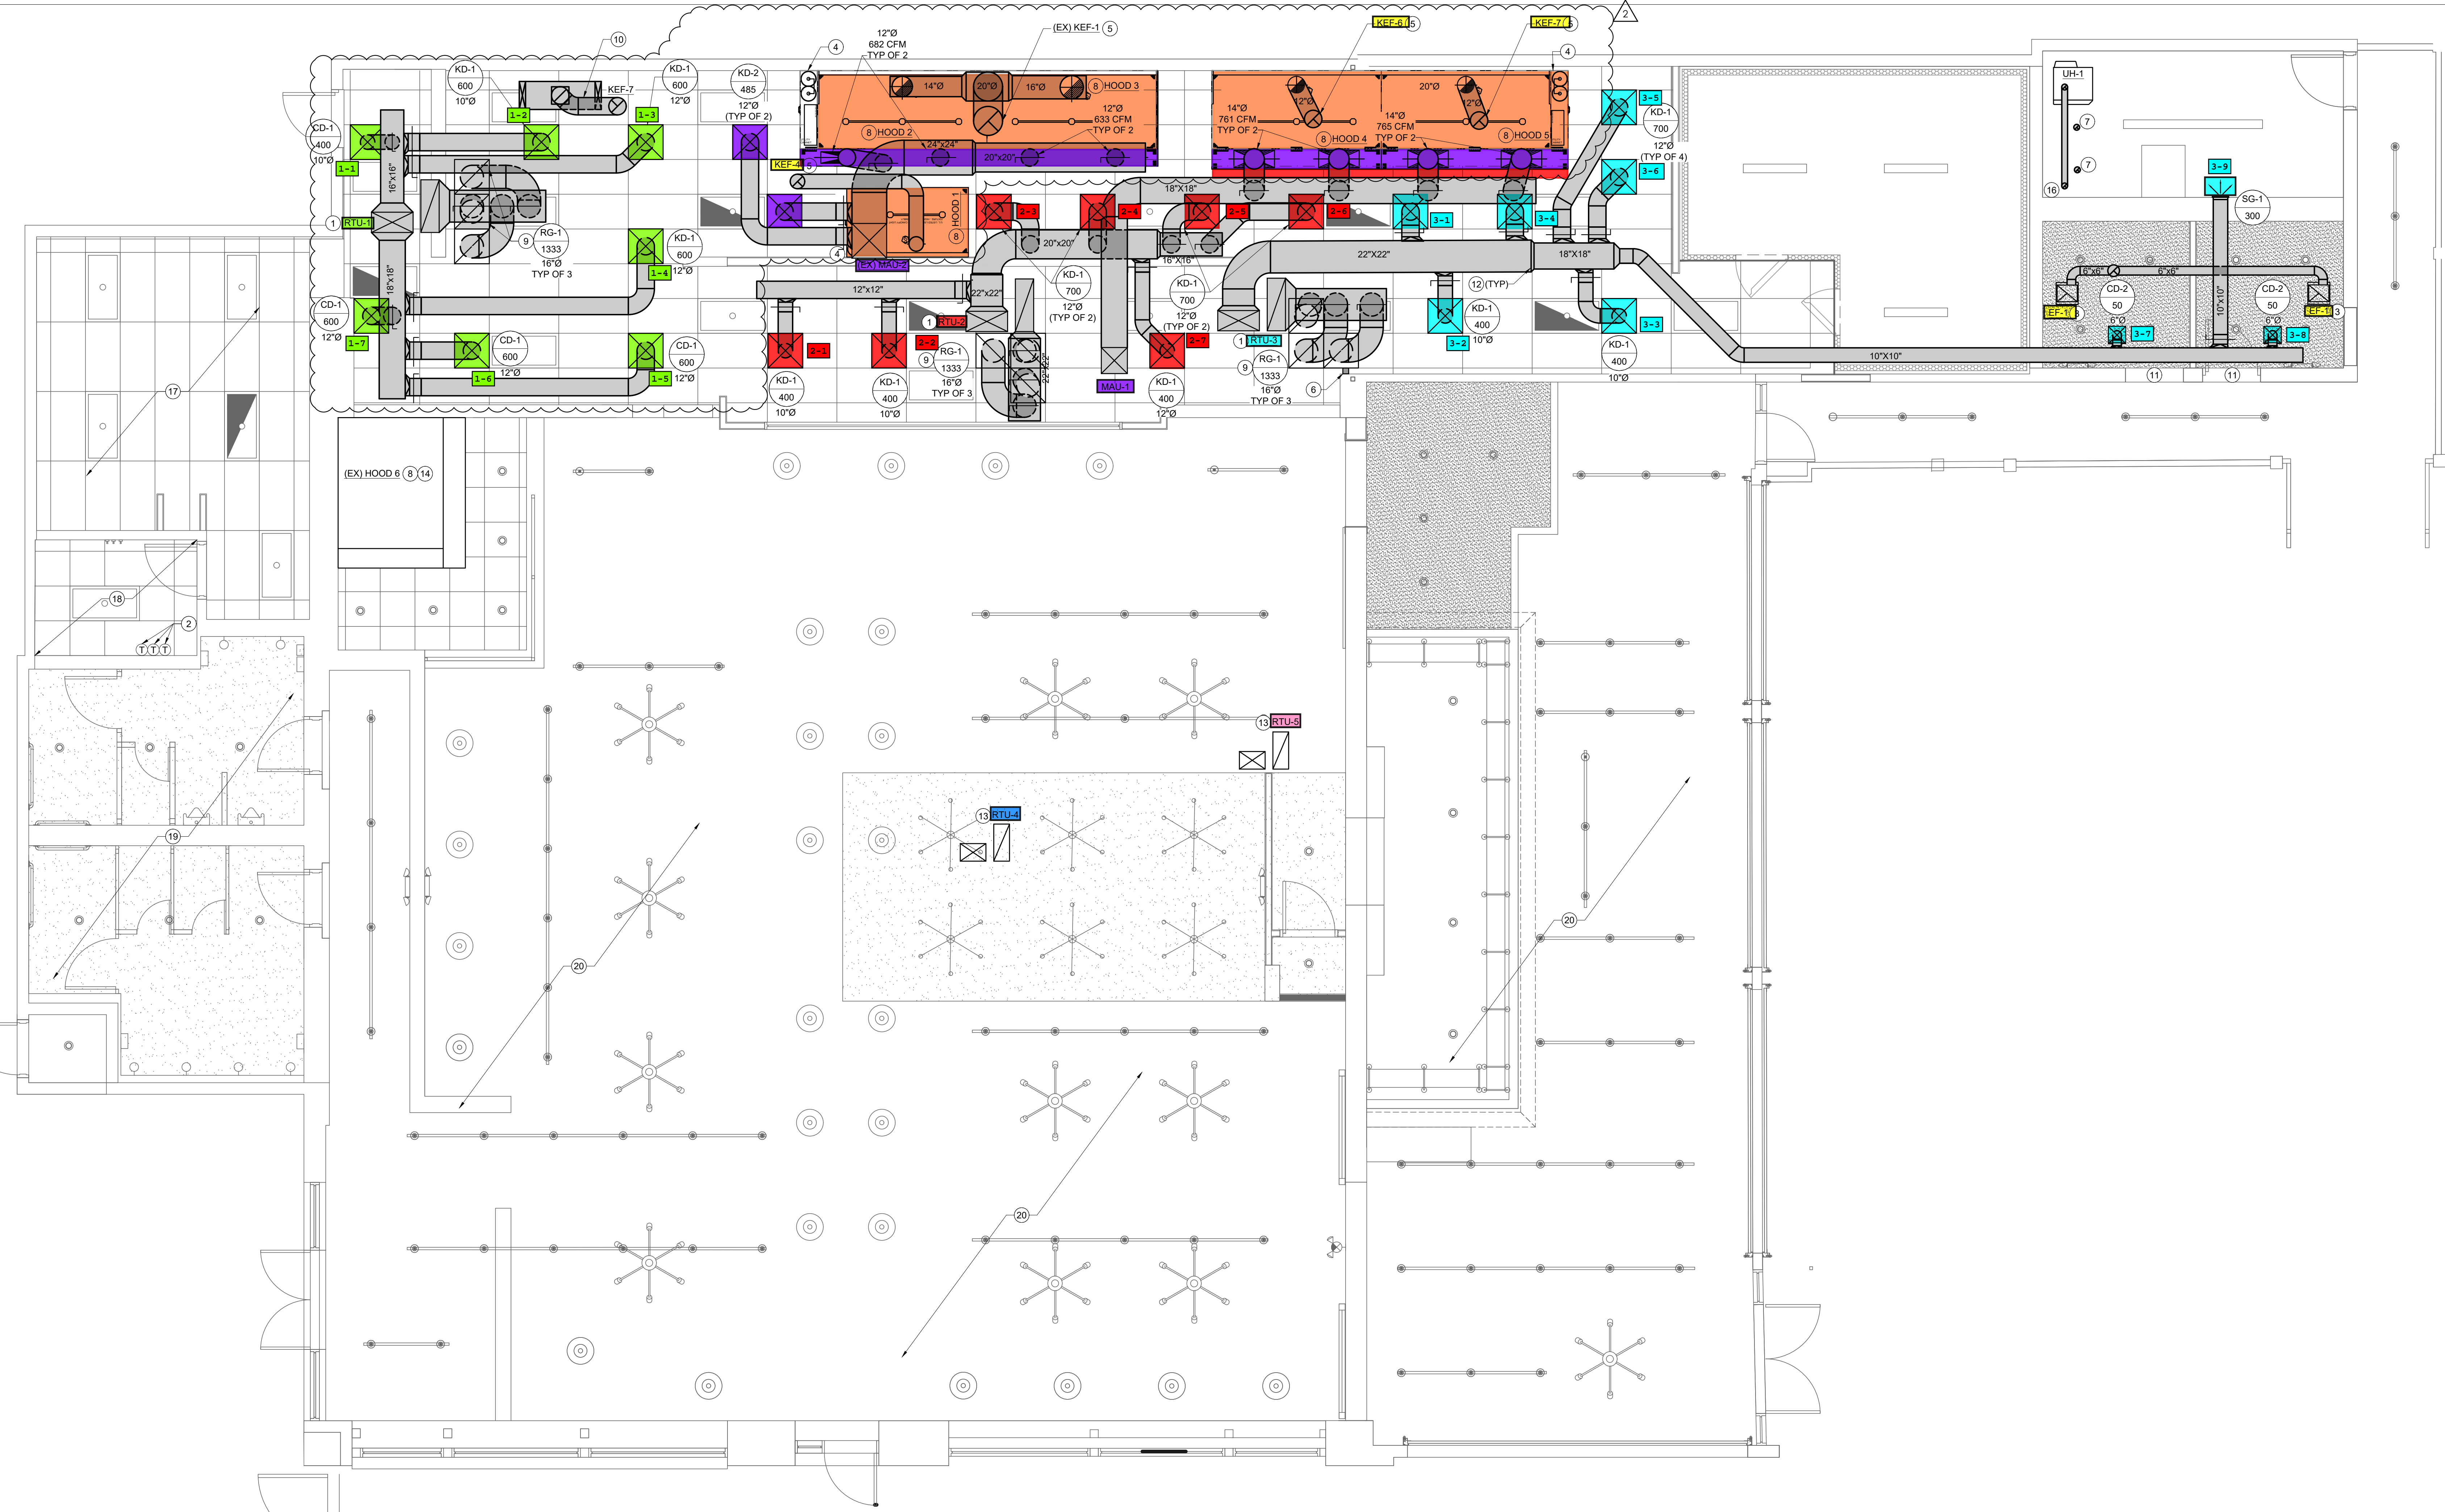 2
10
(EX) KEF-1 5
KEF-6 5
KEF-7 5
12"Ø
682 CFM
TYP OF 2
4
4
KD-1
600
10"Ø
1-2
KEF-7
KD-1
600
12"Ø
1-3
KD-2
485
12"Ø
(TYP OF 2)
14"Ø
20"Ø
16"Ø
8 HOOD 3
12"Ø
633 CFM
TYP OF 2
8 HOOD 2
24"x24"
20"x20"
12"Ø
20"Ø
12"Ø
14"Ø
761 CFM
TYP OF 2
14"Ø
765 CFM
TYP OF 2
8 HOOD 4
8 HOOD 5
3-5
KD-1
700
12"Ø
(TYP OF 4)
3-6
UH-1
7
7
16
3-9
SG-1
300
CD-1
400
10"Ø
1-1
16"x16"
KEF-4 5
18"X18"
1 RTU-1
9
RG-1
1333
16"Ø
TYP OF 3
KD-1
600
12"Ø
1-4
8
HOOD 1
8
2-3
2-4
2-5
2-6
3-1
3-4
4
(EX) MAU-2
20"x20"
16"X16"
22"X22"
18"X18"
18"x18"
12"x12"
22"x22"
KD-1
700
12"Ø
(TYP OF 2)
KD-1
700
12"Ø
(TYP OF 2)
12 (TYP)
6"x6"
6"x6"
CD-2
50
6"Ø
CD-2
50
6"Ø
10"x10"
EF-1 3
EF-1 3
3-7
3-8
CD-1
600
12"Ø
1-7
CD-1
600
12"Ø
1-6
CD-1
600
12"Ø
1-5
1 RTU-2
2-1
2-2
9
RG-1
1333
16"Ø
TYP OF 3
22"x22"
2-7
1 RTU-3
9
RG-1
1333
16"Ø
TYP OF 3
3-2
KD-1
400
10"Ø
3-3
KD-1
400
10"Ø
10"X10"
11
11
KD-1
400
10"Ø
KD-1
400
10"Ø
MAU-1
KD-1
400
12"Ø
6
17
(EX) HOOD 6 8 14
18
2
T T T
13 RTU-5
13 RTU-4
19
20
20
20